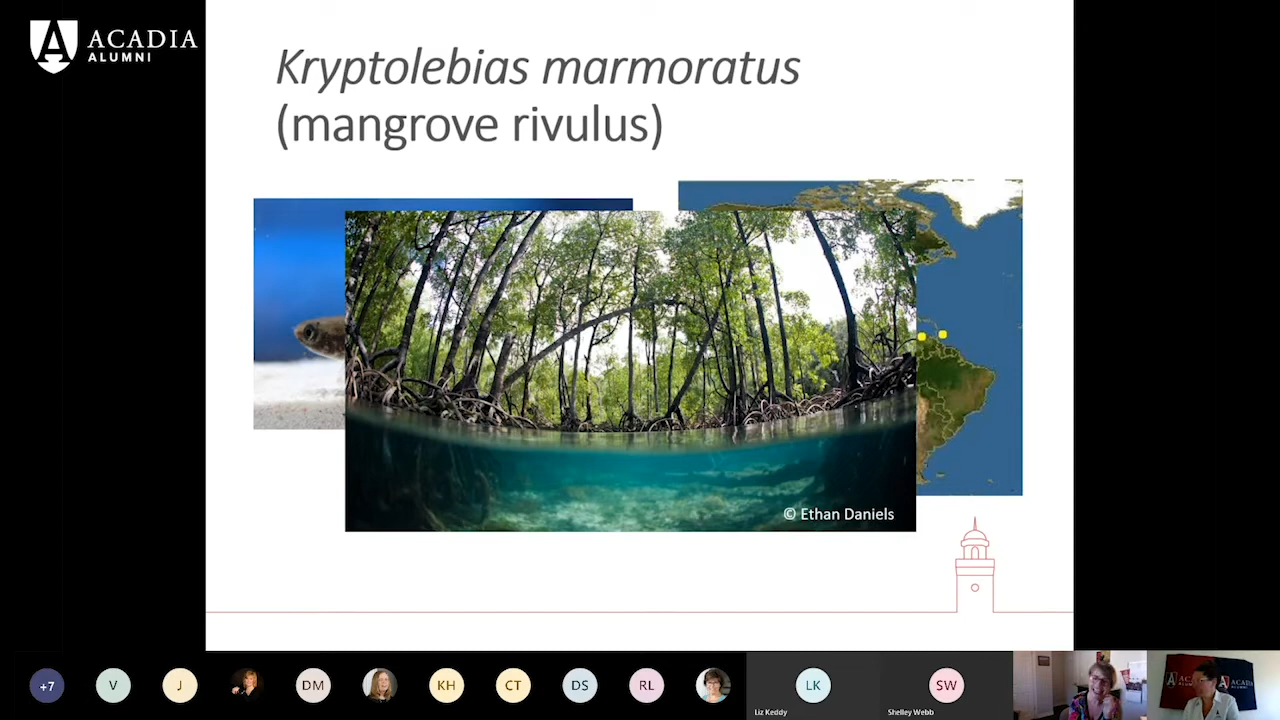 ACADIA
ALUMNI
Kryptolebias marmoratus
(mangrove rivulus)
© Ethan Daniels
+7
V
J
DM
KH
CT
DS
RL
LK
Liz Keddy
SW
Shelley Webb
ACADIA